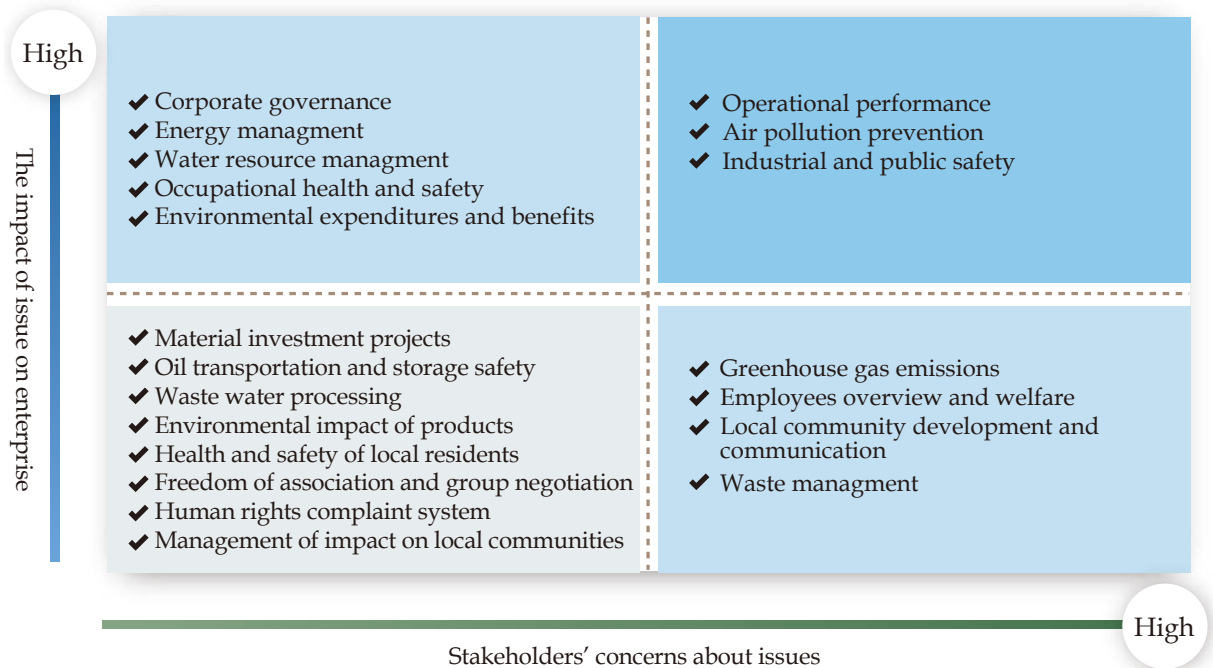 High
The impact of issue on enterprise
Corporate governance
Energy managment
Water resource managment
Occupational health and safety
Environmental expenditures and benefits
Operational performance
Air pollution prevention
Industrial and public safety
Material investment projects
Oil transportation and storage safety
Waste water processing
Environmental impact of products
Health and safety of local residents
Freedom of association and group negotiation
Human rights complaint system
Management of impact on local communities
Greenhouse gas emissions
Employees overview and welfare
Local community development and
communication
Waste managment
High
Stakeholders’ concerns about issues